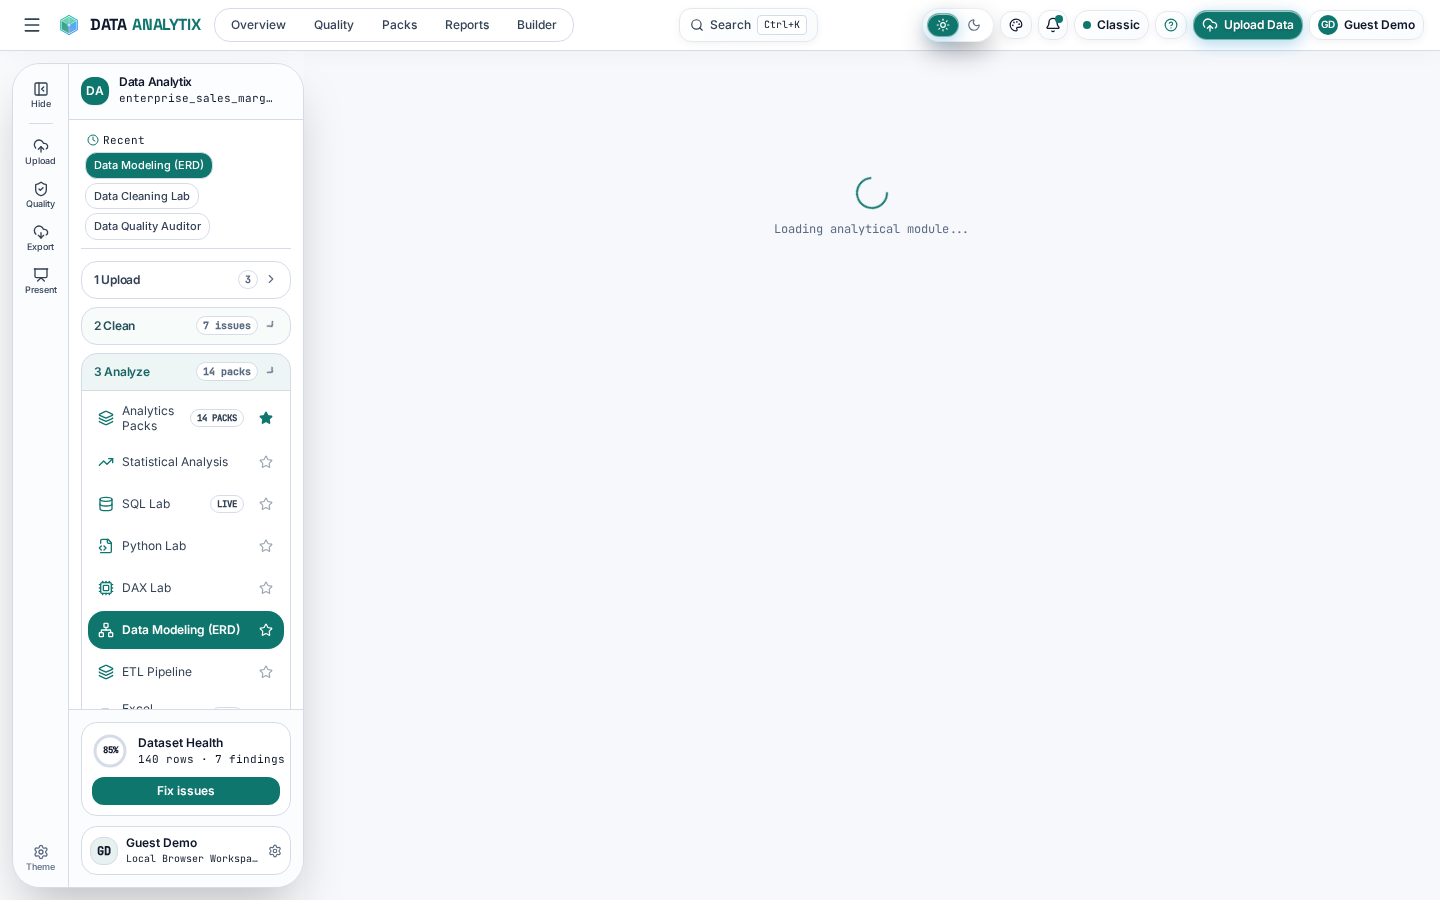 DATA ANALYTIX
Overview
Quality
Packs
Reports
Builder
Search
Ctrl+K
Classic
Upload Data
GD
Guest Demo
Hide
Upload
Quality
Export
Present
Theme
DA
Data Analytix
enterprise_sales_marg…
Recent
Data Modeling (ERD)
Data Cleaning Lab
Data Quality Auditor
1 Upload
3
2 Clean
7 issues
3 Analyze
14 packs
Analytics
Packs
14 PACKS
Statistical Analysis
SQL Lab
LIVE
Python Lab
DAX Lab
Data Modeling (ERD)
ETL Pipeline
Excel
85%
Dataset Health
140 rows · 7 findings
Fix issues
GD
Guest Demo
Local Browser Workspa…
Loading analytical module...